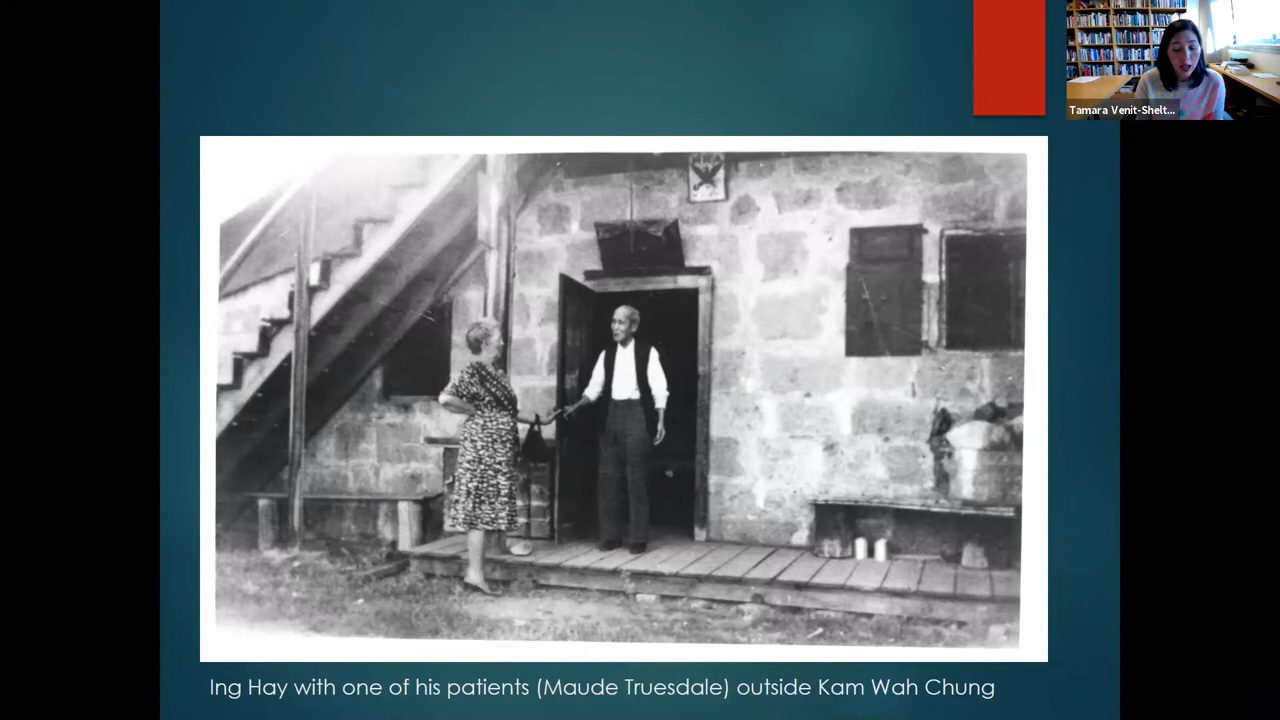 Tamara Venit-Shelt...
Ing Hay with one of his patients (Maude Truesdale) outside Kam Wah Chung